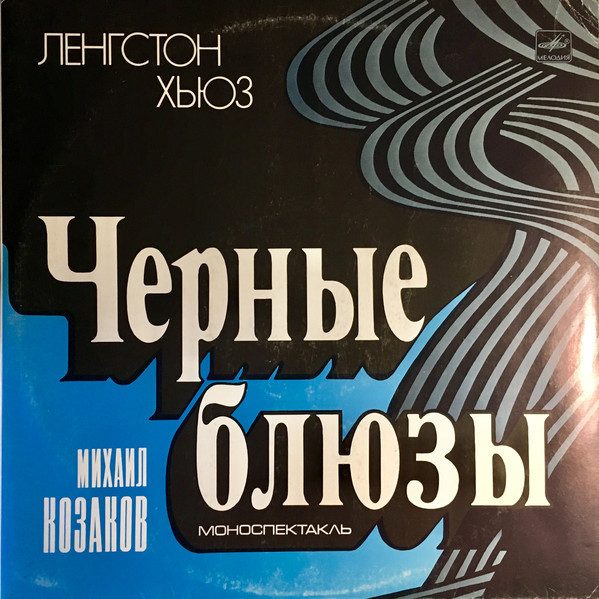 ЛЕНГСТОН
ХЬЮЗ
МЕЛОДИЯ
Черные
блюзы
МИХАИЛ
КОЗАКОВ
МОНОСПЕКТАКЛЬ